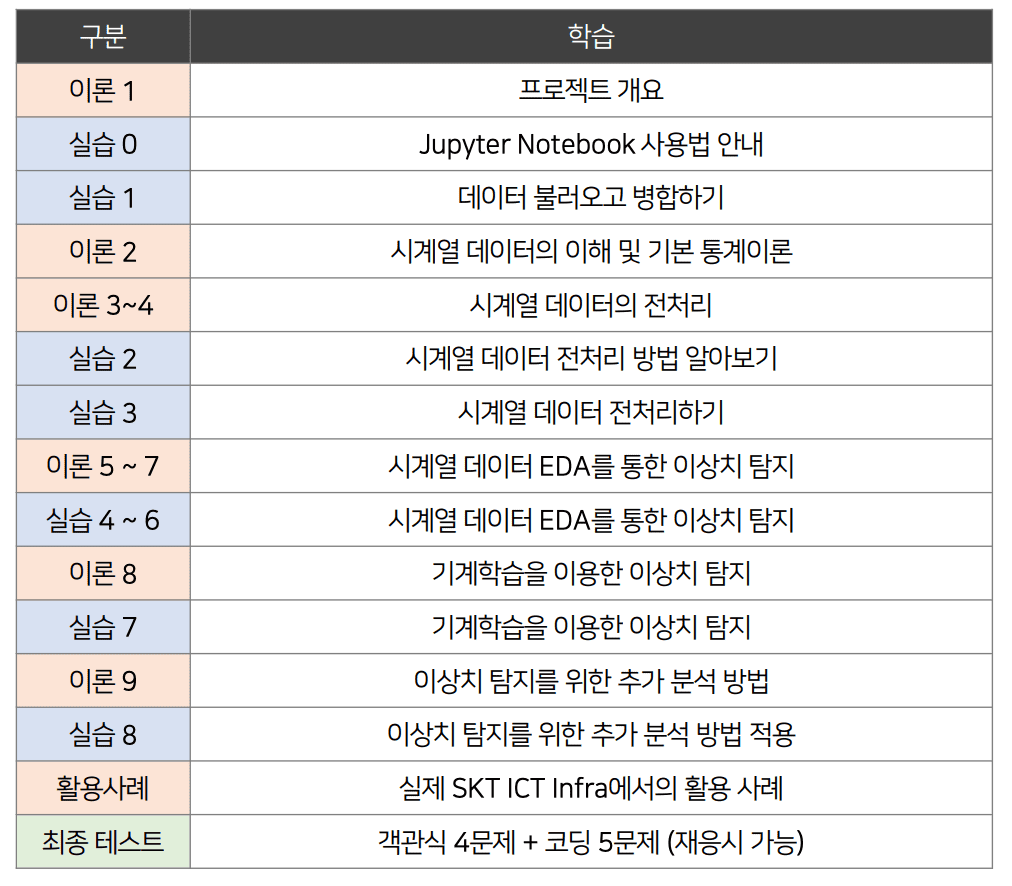 구분 학습
이론 1 프로젝트 개요
실습 0 Jupyter Notebook 사용법 안내
실습 1 데이터 불러오고 병합하기
이론 2 시계열 데이터의 이해 및 기본 통계이론
이론 3~4 시계열 데이터의 전처리
실습 2 시계열 데이터 전처리 방법 알아보기
실습 3 시계열 데이터 전처리하기
이론 5 ~ 7 시계열 데이터 EDA를 통한 이상치 탐지
실습 4 ~ 6 시계열 데이터 EDA를 통한 이상치 탐지
이론 8 기계학습을 이용한 이상치 탐지
실습 7 기계학습을 이용한 이상치 탐지
이론 9 이상치 탐지를 위한 추가 분석 방법
실습 8 이상치 탐지를 위한 추가 분석 방법 적용
활용사례 실제 SKT ICT Infra에서의 활용 사례
최종 테스트 객관식 4문제 + 코딩 5문제 (재응시 가능)